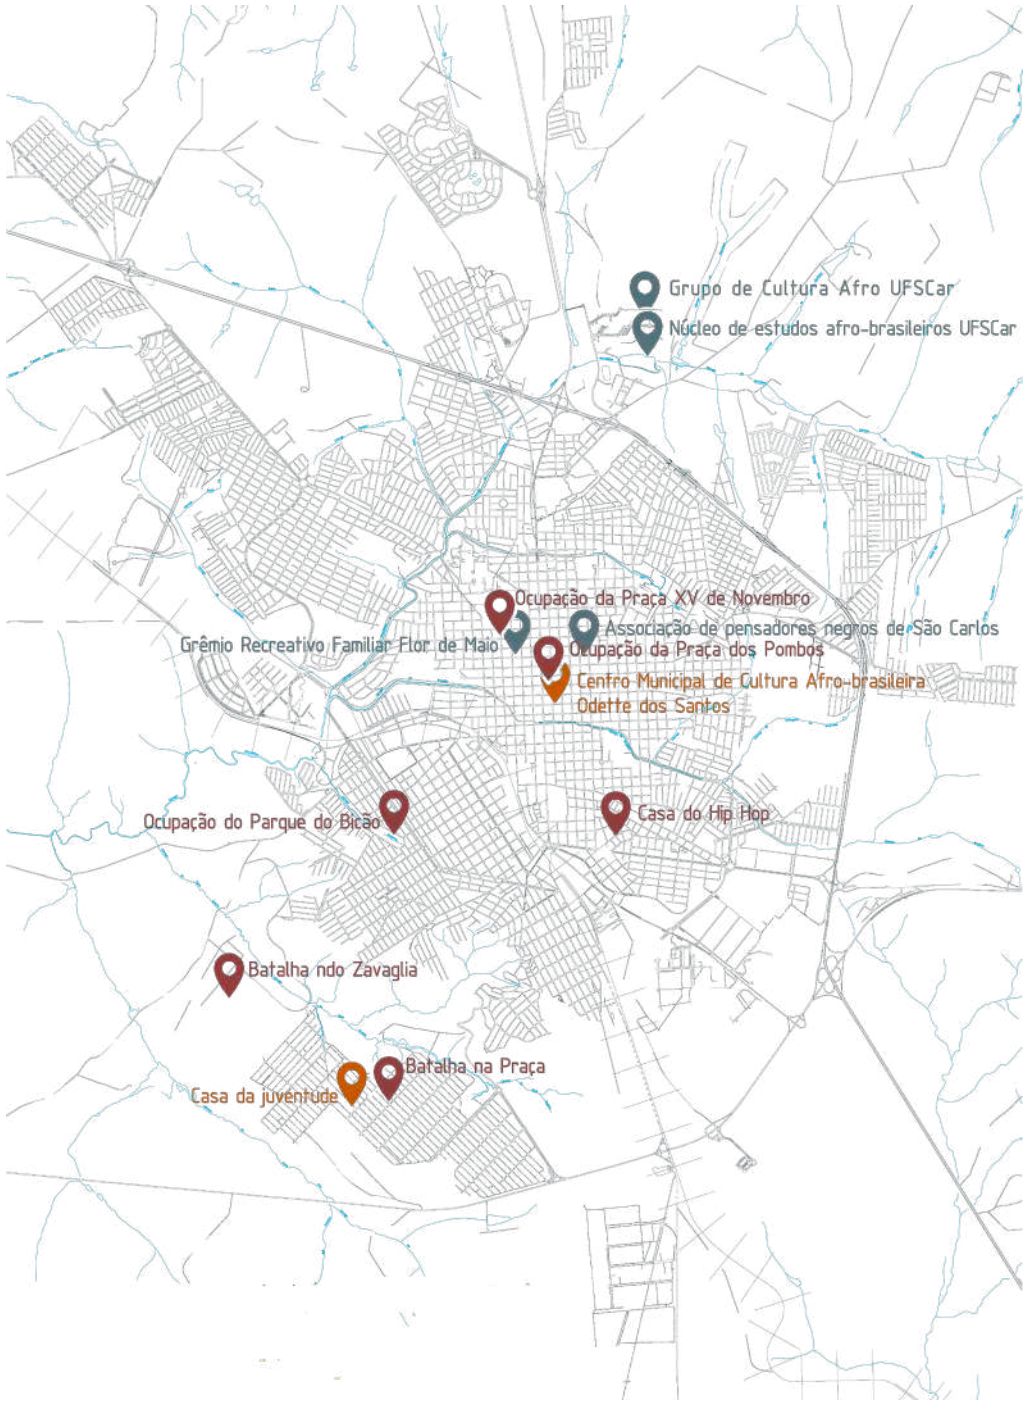 Grupo de Cultura Afro UFSCar
Núcleo de estudos afro-brasileiros UFSCar
Ocupação da Praça XV de Novembro
Associação de pensadores negros de São Carlos
Grêmio Recreativo Familiar Flor de Maio
Ocupação da Praça dos Pombos
Centro Municipal de Cultura Afro-brasileira
Odette dos Santos
Casa do Hip Hop
Ocupação do Parque do Bicão
Batalha ndo Zavaglia
Batalha na Praça
Casa da juventude